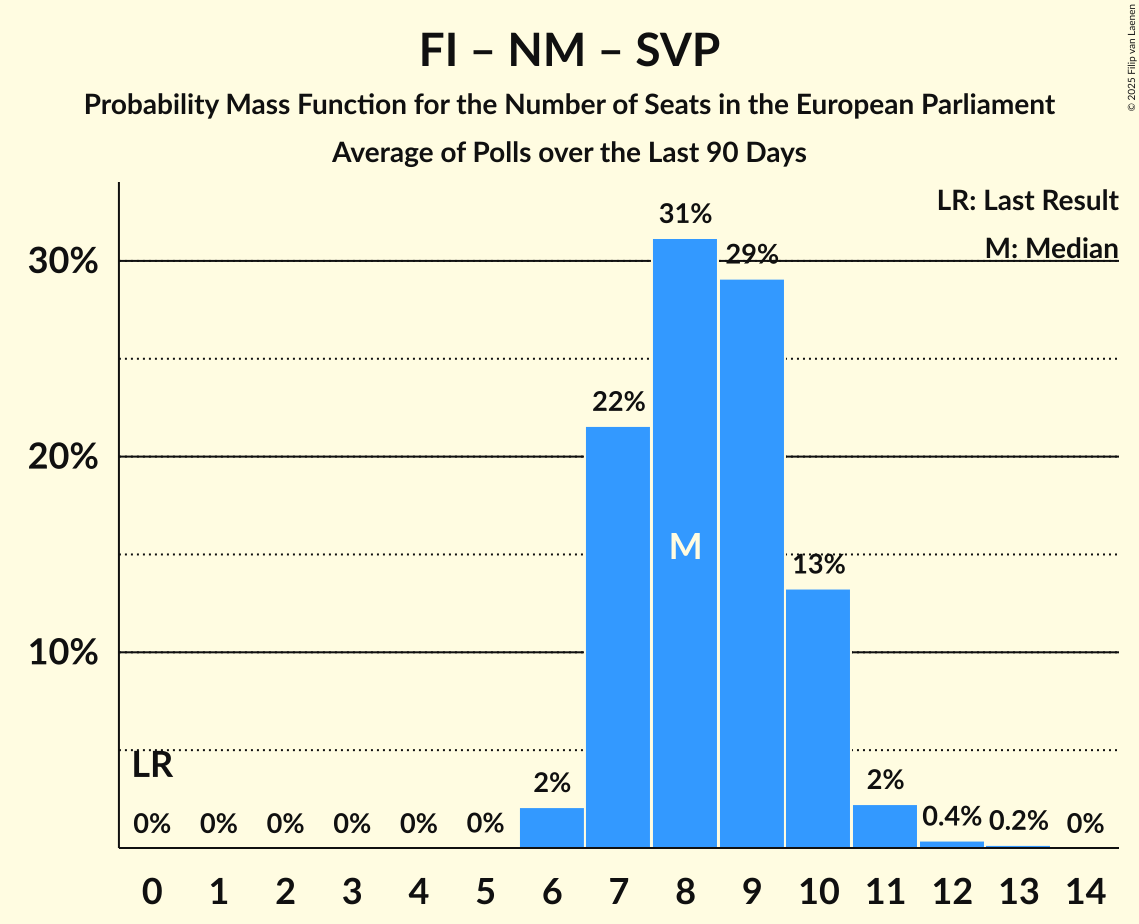 FI – NM – SVP
Probability Mass Function for the Number of Seats in the European Parliament
Average of Polls over the Last 90 Days
© 2025 Filip van Laenen
LR: Last Result
M: Median
30%
20%
10%
31%
29%
22%
M
13%
LR
0% 0% 0% 0% 0% 0% 2% 2% 0.4% 0.2% 0%
0 1 2 3 4 5 6 7 8 9 10 11 12 13 14